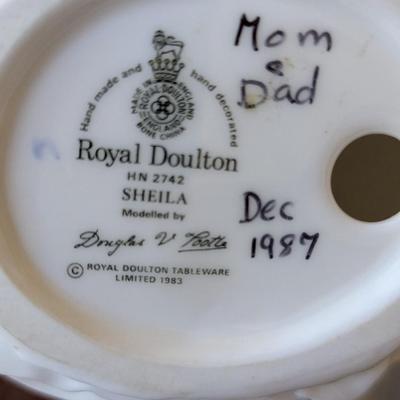 Mom
&
Dad
Hand made and hand decorated
MADE IN ENGLAND
ROYAL DOULTON
ENGLAND
BONE CHINA
Royal Doulton
HN 2742
SHEILA
Modelled by
Douglas V Tootle
© ROYAL DOULTON TABLEWARE
LIMITED 1983
Dec
1987